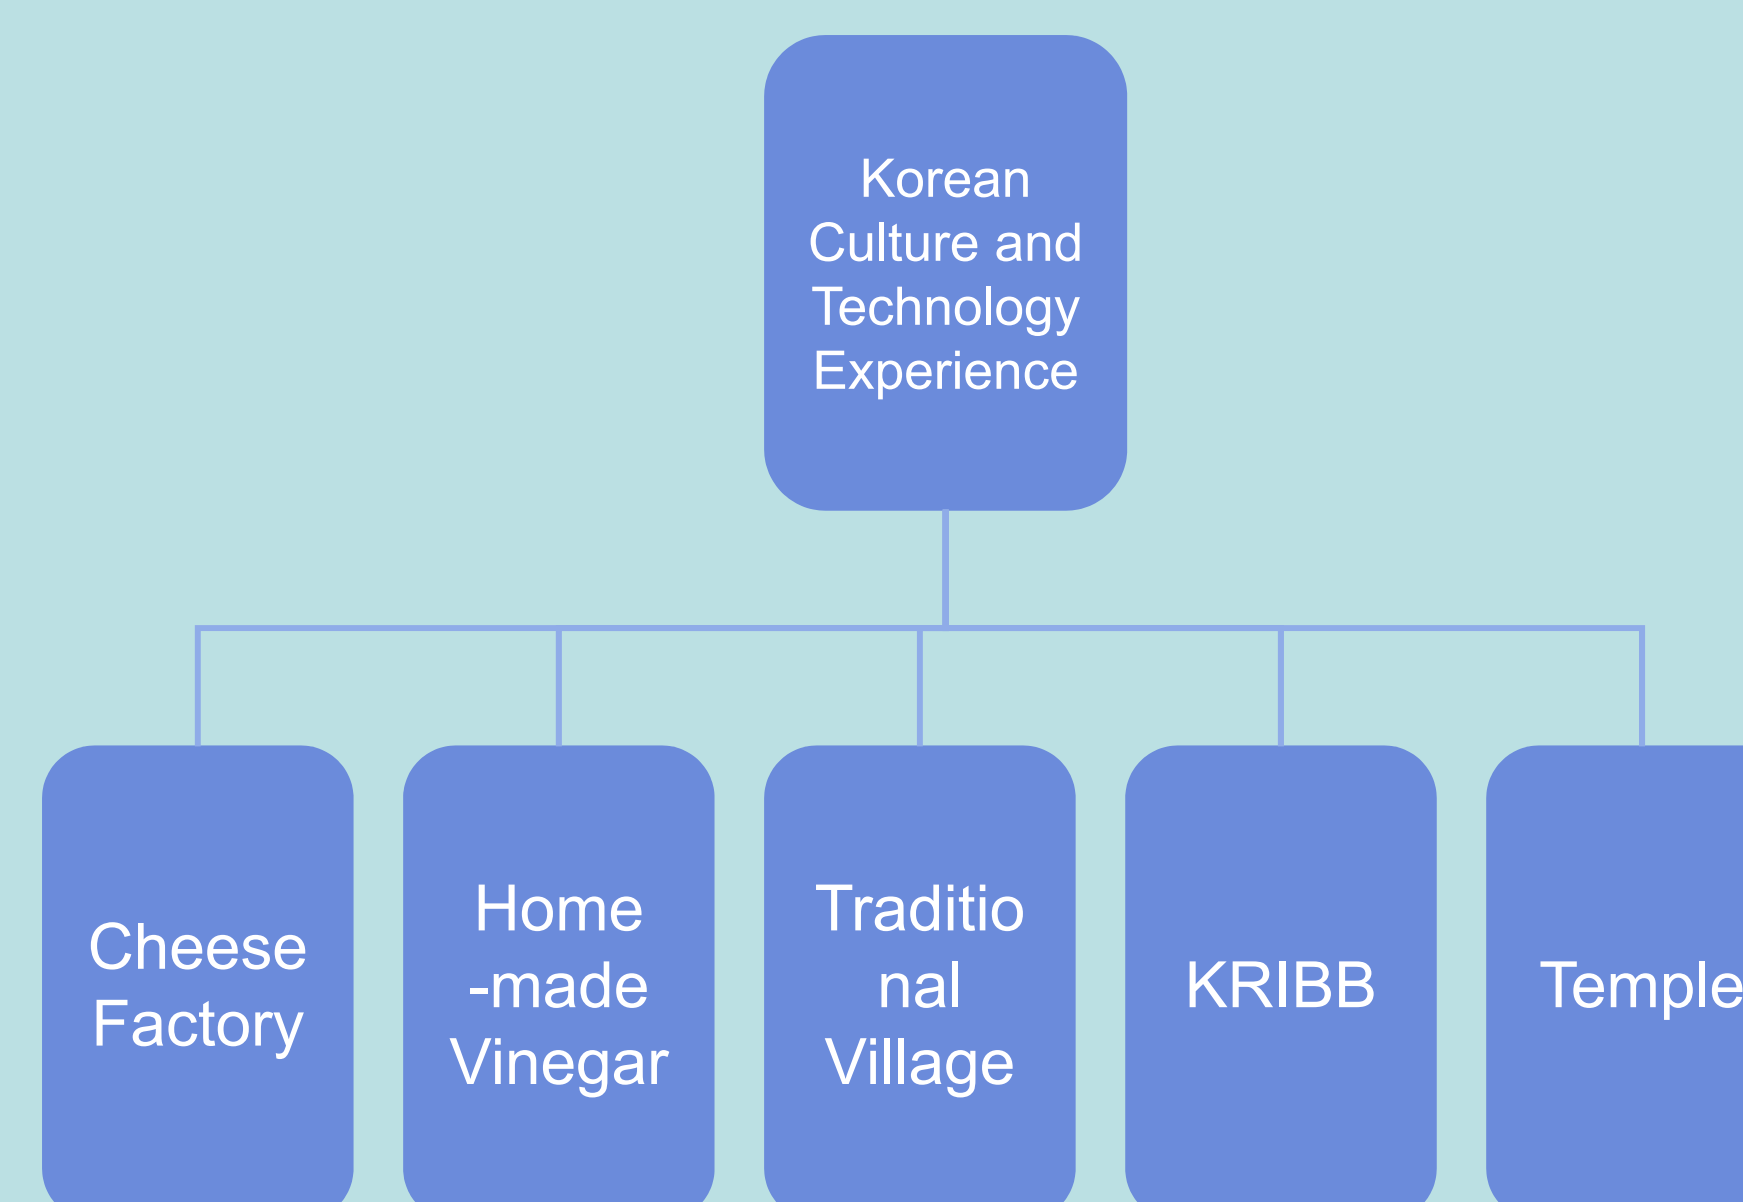 Korean
Culture and
Technology
Experience
Cheese
Factory
Home
-made
Vinegar
Traditio
nal
Village
KRIBB
Temple